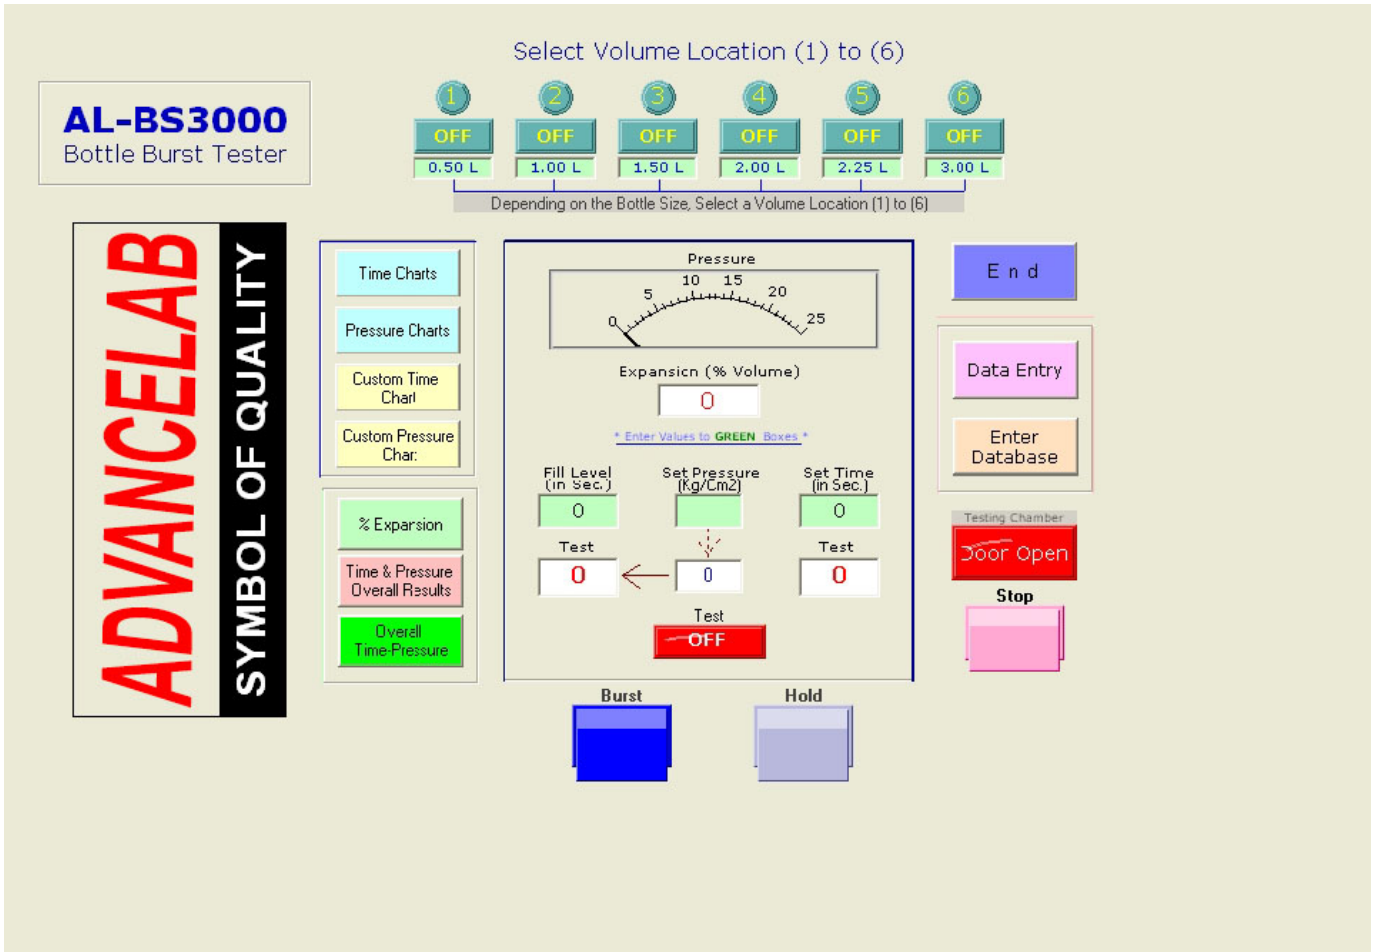 Select Volume Location (1) to (6)
AL-BS3000
Bottle Burst Tester
1 2 3 4 5 6
OFF OFF OFF OFF OFF OFF
0.50 L 1.00 L 1.50 L 2.00 L 2.25 L 3.00 L
Depending on the Bottle Size, Select a Volume Location (1) to (6)
ADVANCELAB
SYMBOL OF QUALITY
Time Charts
Pressure Charts
Custom Time
Chart
Custom Pressure
Chart
% Expansion
Time & Pressure
Overall Results
Overall
Time-Pressure
Pressure
0 5 10 15 20 25
Expansion (% Volume)
0
* Enter Values to GREEN Boxes *
Fill Level
(in Sec.)
0
Set Pressure
(Kg/Cm2)
Set Time
(in Sec.)
0
Test
0
0
Test
0
Test
OFF
Burst
Hold
End
Data Entry
Enter
Database
Testing Chamber
Door Open
Stop